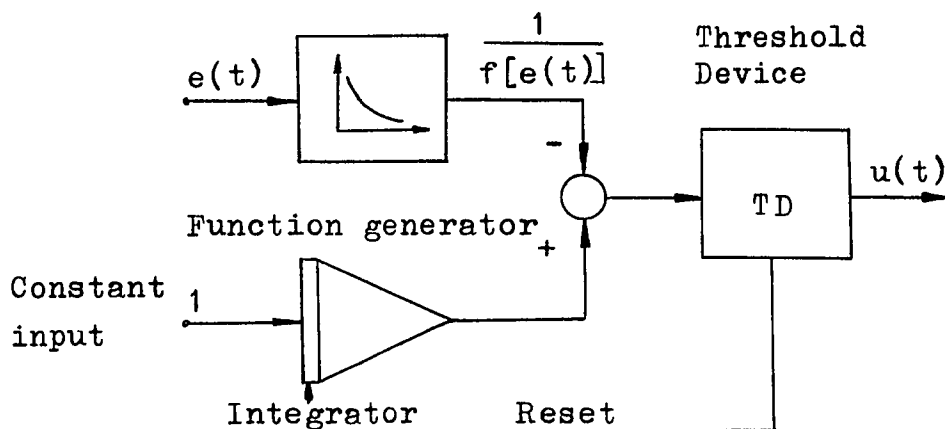 e(t)
1
f[e(t)]
Threshold
Device
-
u(t)
TD
Function generator
+
Constant
input
1
Integrator
Reset